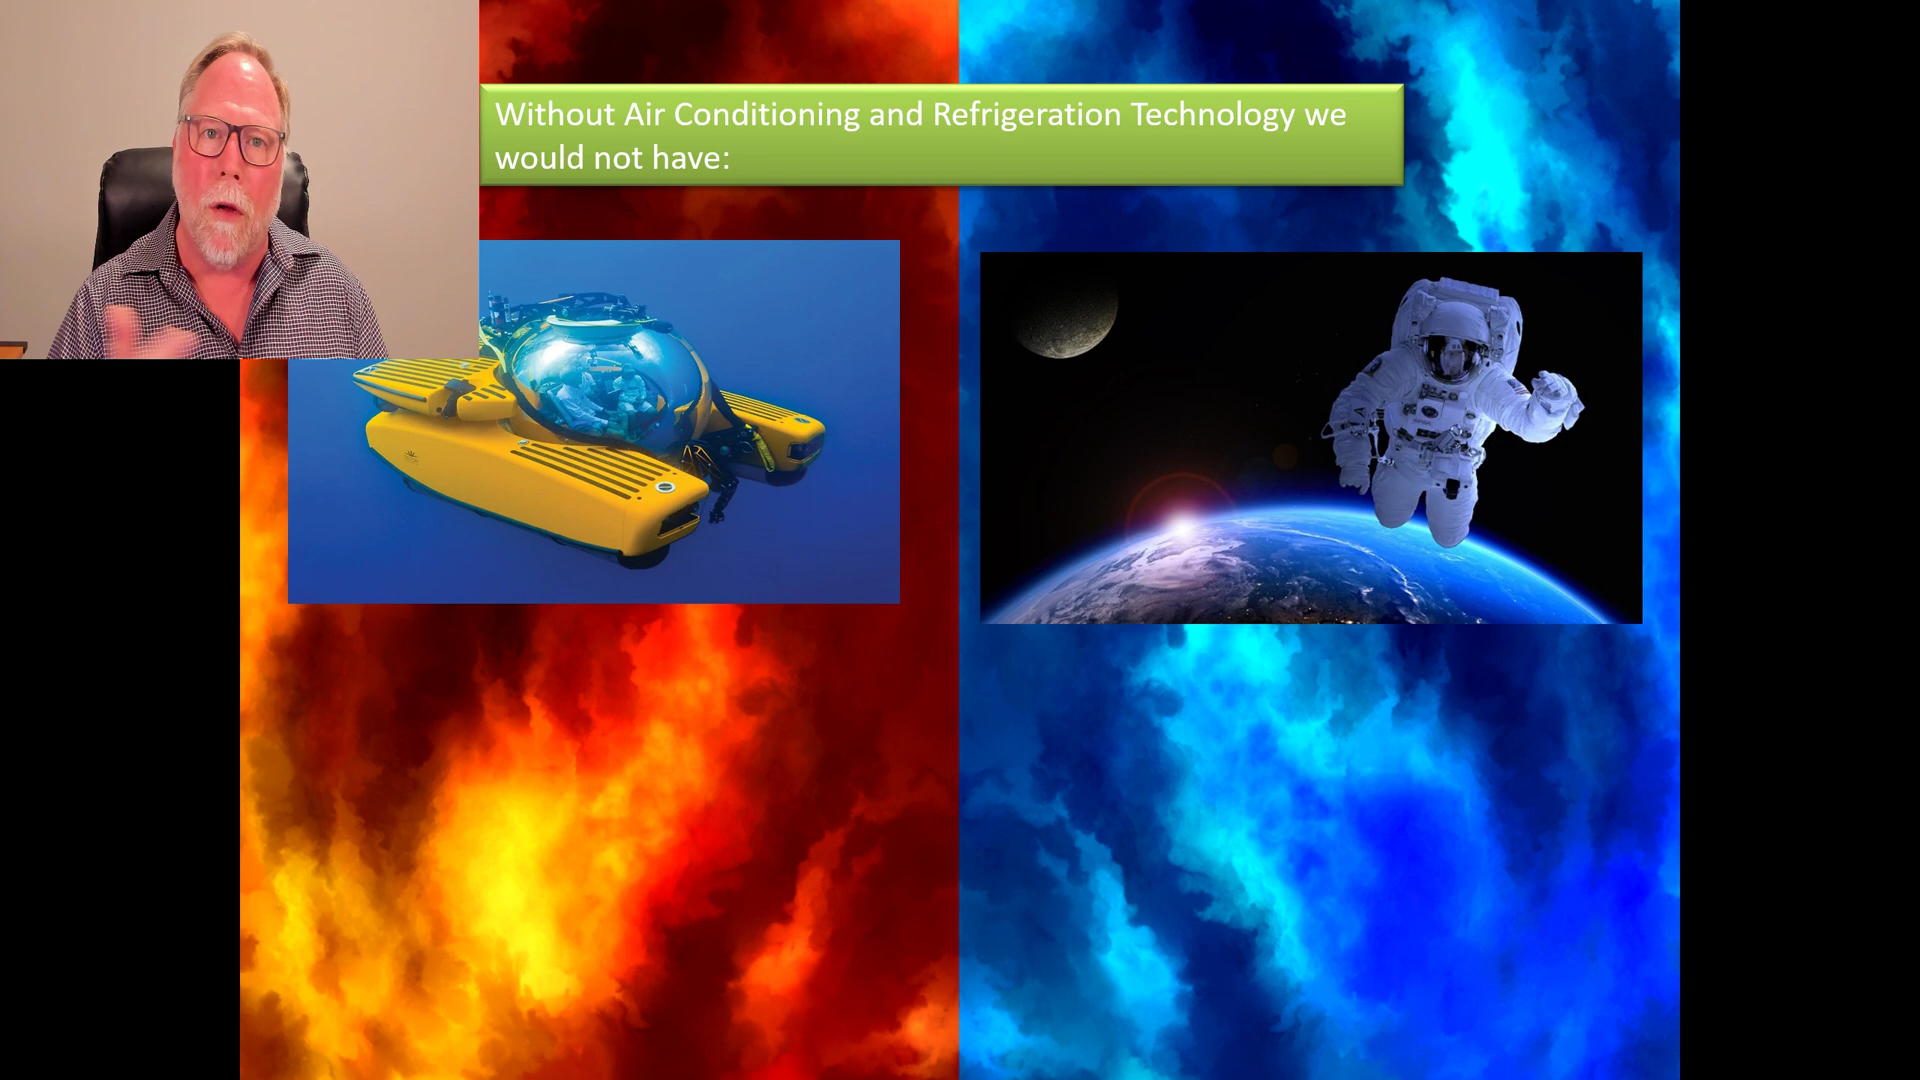 Without Air Conditioning and Refrigeration Technology we
would not have: